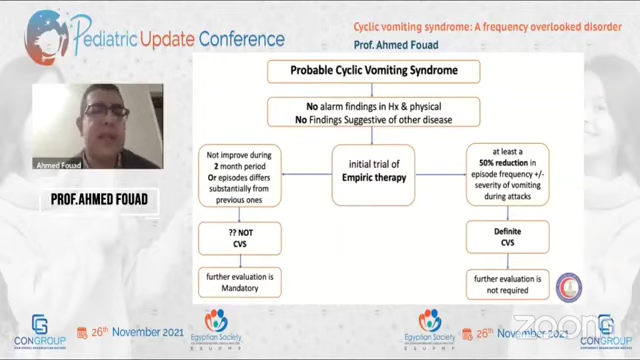 Pediatric Update Conference
Cyclic vomiting syndrome: A frequency overlooked disorder
Prof. Ahmed Fouad
Probable Cyclic Vomiting Syndrome
No alarm findings in Hx & physical
No Findings Suggestive of other disease
Not improve during
2 month period
Or episodes differs
substantially from
previous ones
initial trial of
Empiric therapy
at least a
50% reduction in
episode frequency +/-
severity of vomiting
during attacks
?? NOT
CVS
Definite
CVS
further evaluation is
Mandatory
further evaluation is
not required
. Ahmed Fouad
PROF.AHMED FOUAD
CONGROUP
26th November 2021
Egyptian Society
E S U P M P
Egyptian Society
E S U P M P
26th November 2021
CONGROUP
zoom